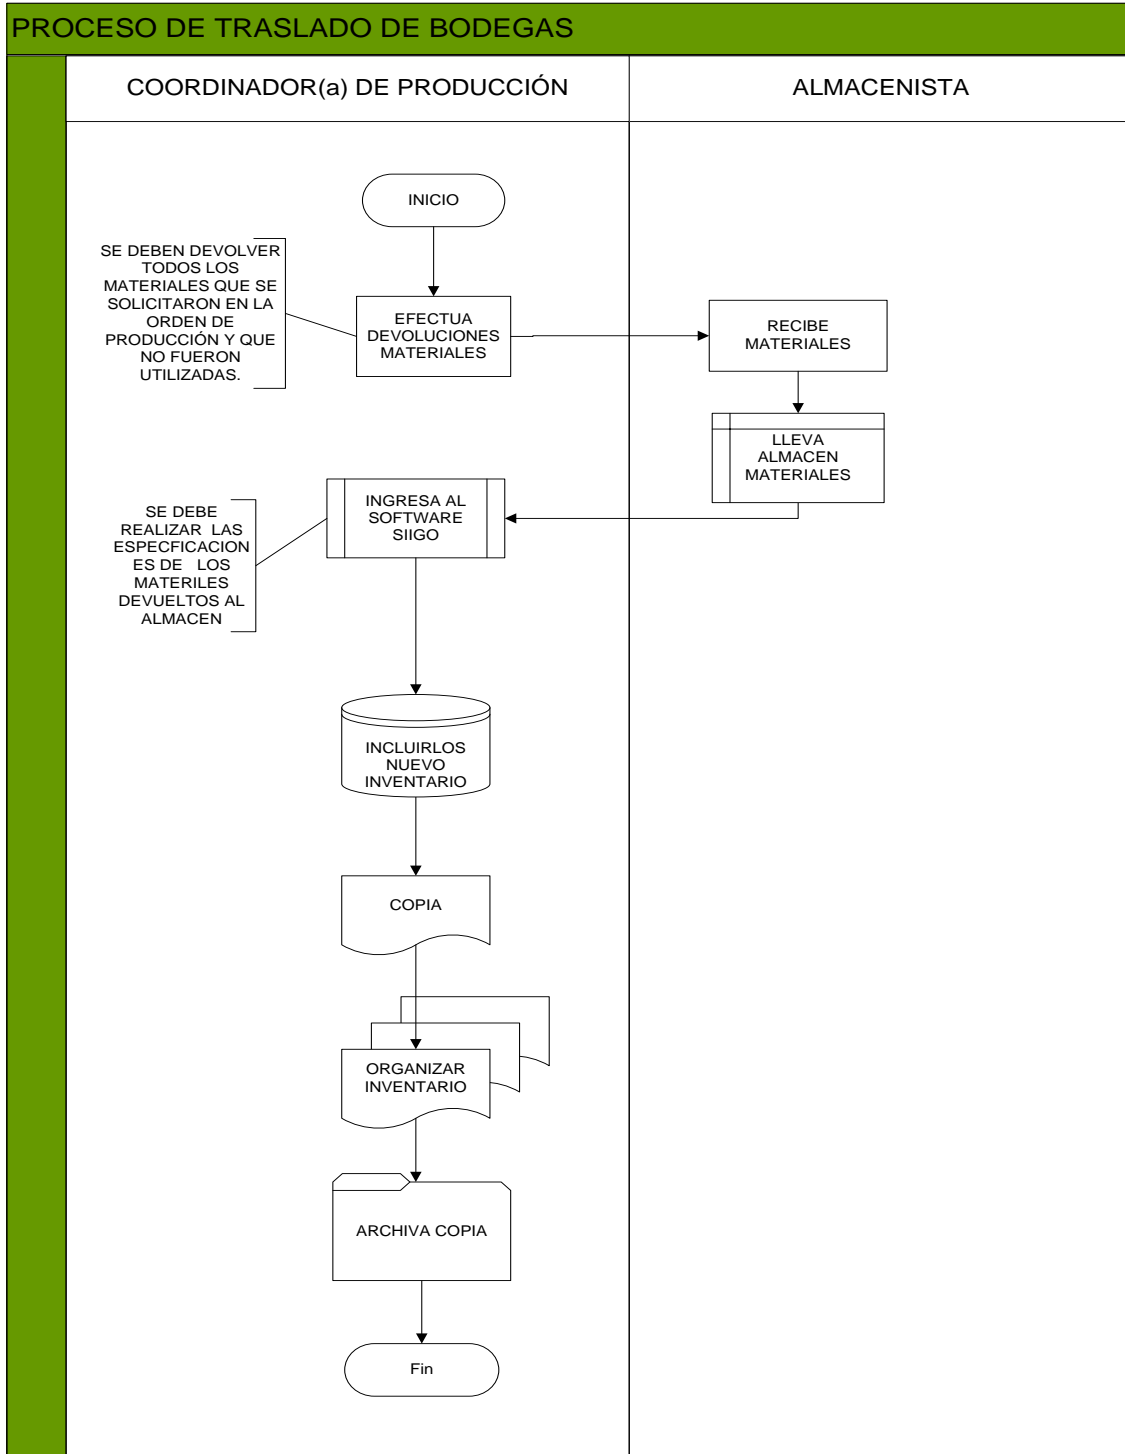 PROCESO DE TRASLADO DE BODEGAS
COORDINADOR(a) DE PRODUCCIÓN
ALMACENISTA
INICIO
SE DEBEN DEVOLVER
TODOS LOS
MATERIALES QUE SE
SOLICITARON EN LA
ORDEN DE
PRODUCCIÓN Y QUE
NO FUERON
UTILIZADAS.
EFECTUA
DEVOLUCIONES
MATERIALES
RECIBE
MATERIALES
LLEVA
ALMACEN
MATERIALES
INGRESA AL
SOFTWARE
SIIGO
SE DEBE
REALIZAR LAS
ESPECFICACION
ES DE LOS
MATERILES
DEVUELTOS AL
ALMACEN
INCLUIRLOS
NUEVO
INVENTARIO
COPIA
ORGANIZAR
INVENTARIO
ARCHIVA COPIA
Fin